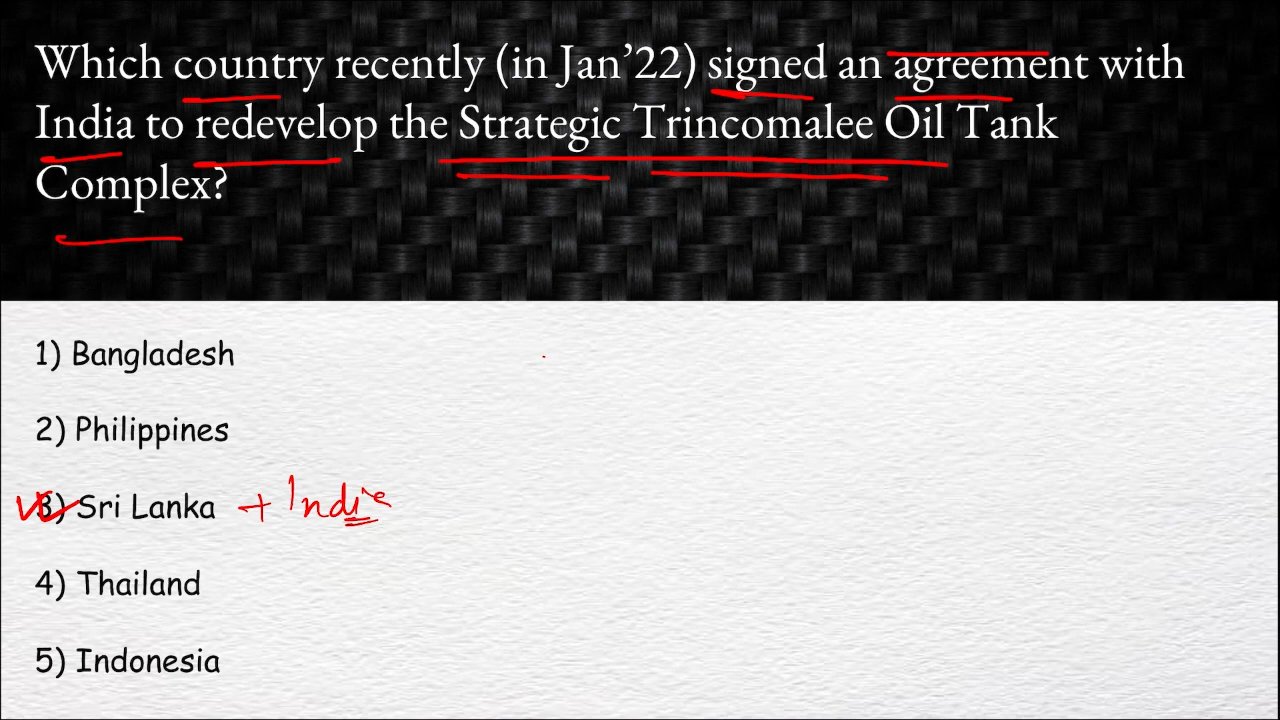 Which country recently (in Jan’22) signed an agreement with
India to redevelop the Strategic Trincomalee Oil Tank
Complex?
1) Bangladesh
2) Philippines
3) Sri Lanka + India
4) Thailand
5) Indonesia